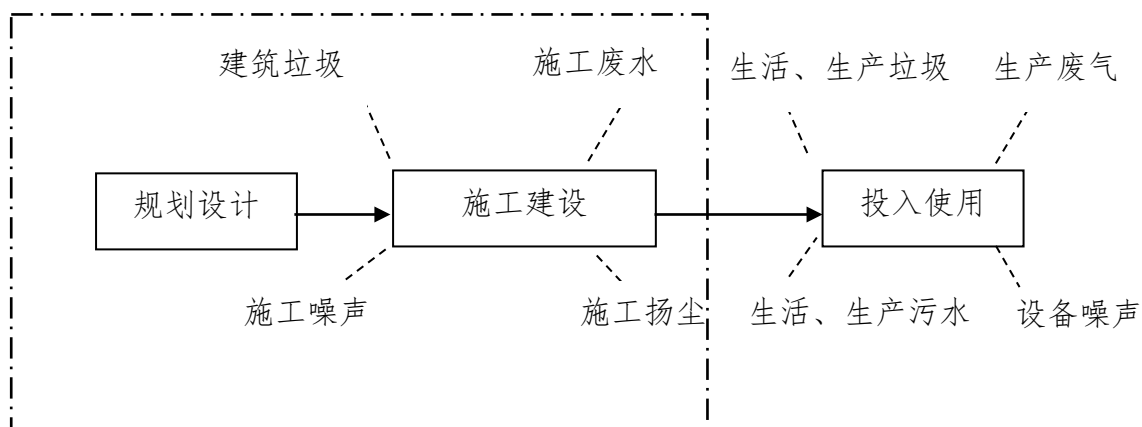 建筑垃圾
施工废水
生活、生产垃圾
生产废气
规划设计
施工建设
投入使用
施工噪声
施工扬尘
生活、生产污水
设备噪声